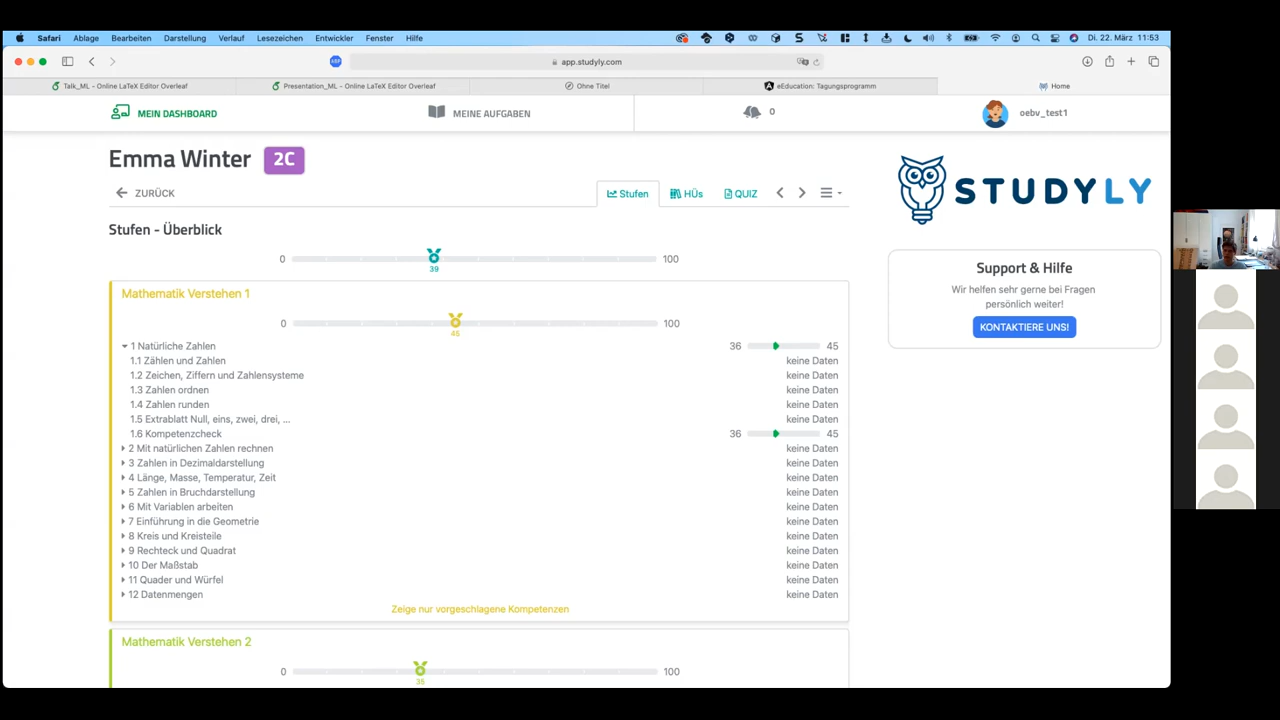 Safari Ablage Bearbeiten Darstellung Verlauf Lesezeichen Entwickler Fenster Hilfe Di. 22. März 11:53
app.studyly.com
Talk_ML - Online LaTeX Editor Overleaf Presentation_ML - Online LaTeX Editor Overleaf Ohne Titel eEducation: Tagungsprogramm Home
MEIN DASHBOARD MEINE AUFGABEN 0 oebv_test1
Emma Winter 2C
ZURÜCK Stufen HÜs QUIZ
STUDYLY
Stufen - Überblick
0 100
39
Support & Hilfe
Wir helfen sehr gerne bei Fragen
persönlich weiter!
KONTAKTIERE UNS!
Mathematik Verstehen 1
0 100
45
1 Natürliche Zahlen 36 45
1.1 Zählen und Zahlen keine Daten
1.2 Zeichen, Ziffern und Zahlensysteme keine Daten
1.3 Zahlen ordnen keine Daten
1.4 Zahlen runden keine Daten
1.5 Extrablatt Null, eins, zwei, drei, ... keine Daten
1.6 Kompetenzcheck 36 45
2 Mit natürlichen Zahlen rechnen keine Daten
3 Zahlen in Dezimaldarstellung keine Daten
4 Länge, Masse, Temperatur, Zeit keine Daten
5 Zahlen in Bruchdarstellung keine Daten
6 Mit Variablen arbeiten keine Daten
7 Einführung in die Geometrie keine Daten
8 Kreis und Kreisteile keine Daten
9 Rechteck und Quadrat keine Daten
10 Der Maßstab keine Daten
11 Quader und Würfel keine Daten
12 Datenmengen keine Daten
Zeige nur vorgeschlagene Kompetenzen
Mathematik Verstehen 2
0 100
35